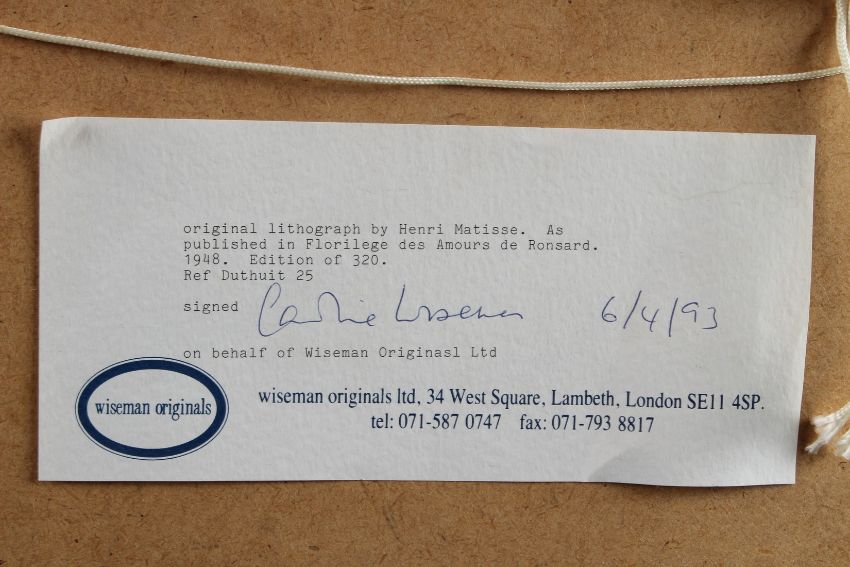 original lithograph by Henri Matisse. As
published in Florilege des Amours de Ronsard.
1948. Edition of 320.
Ref Duthuit 25
signed Caroline Wiseman 6/4/93
on behalf of Wiseman Originasl Ltd
wiseman originals
wiseman originals ltd, 34 West Square, Lambeth, London SE11 4SP.
tel: 071-587 0747 fax: 071-793 8817